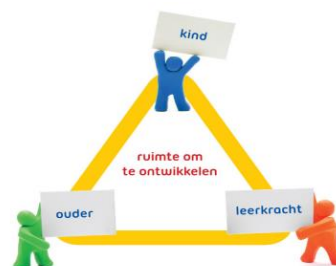 kind
ruimte om
te ontwikkelen
ouder
leerkracht